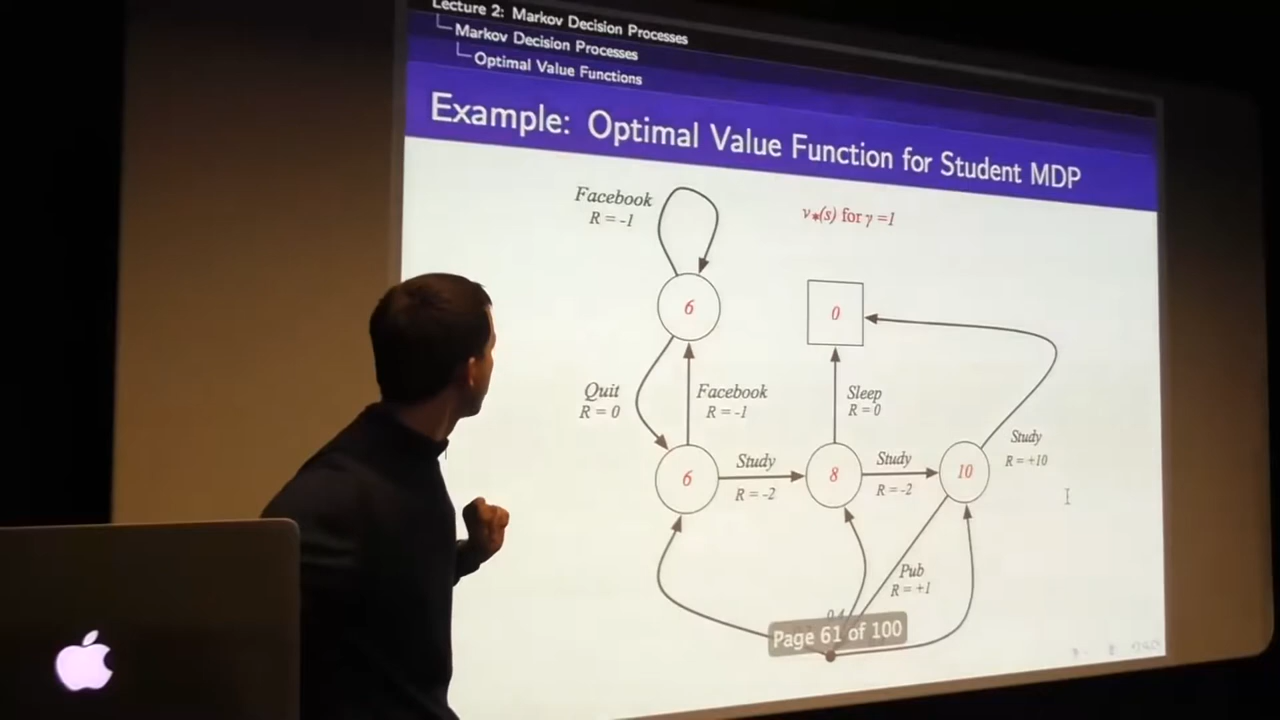 Lecture 2: Markov Decision Processes
Markov Decision Processes
Optimal Value Functions
Example: Optimal Value Function for Student MDP
Facebook
R = -1
v*(s) for γ =1
6
0
Quit
R = 0
Facebook
R = -1
Sleep
R = 0
Study
R = +10
6
Study
R = -2
8
Study
R = -2
10
Pub
R = +1
0.4
Page 61 of 100